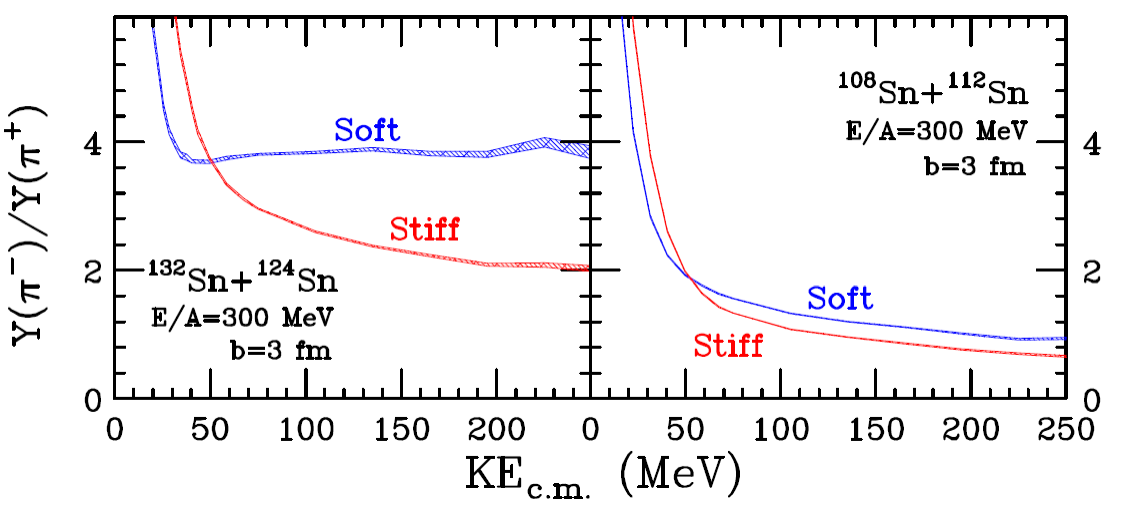 Y(π⁻)/Y(π⁺)
4
2
0
Soft
Stiff
¹³²Sn+¹²⁴Sn
E/A=300 MeV
b=3 fm
¹⁰⁸Sn+¹¹²Sn
E/A=300 MeV
b=3 fm
Soft
Stiff
4
2
0
0 50 100 150 200 0 50 100 150 200 250
KE_c.m. (MeV)